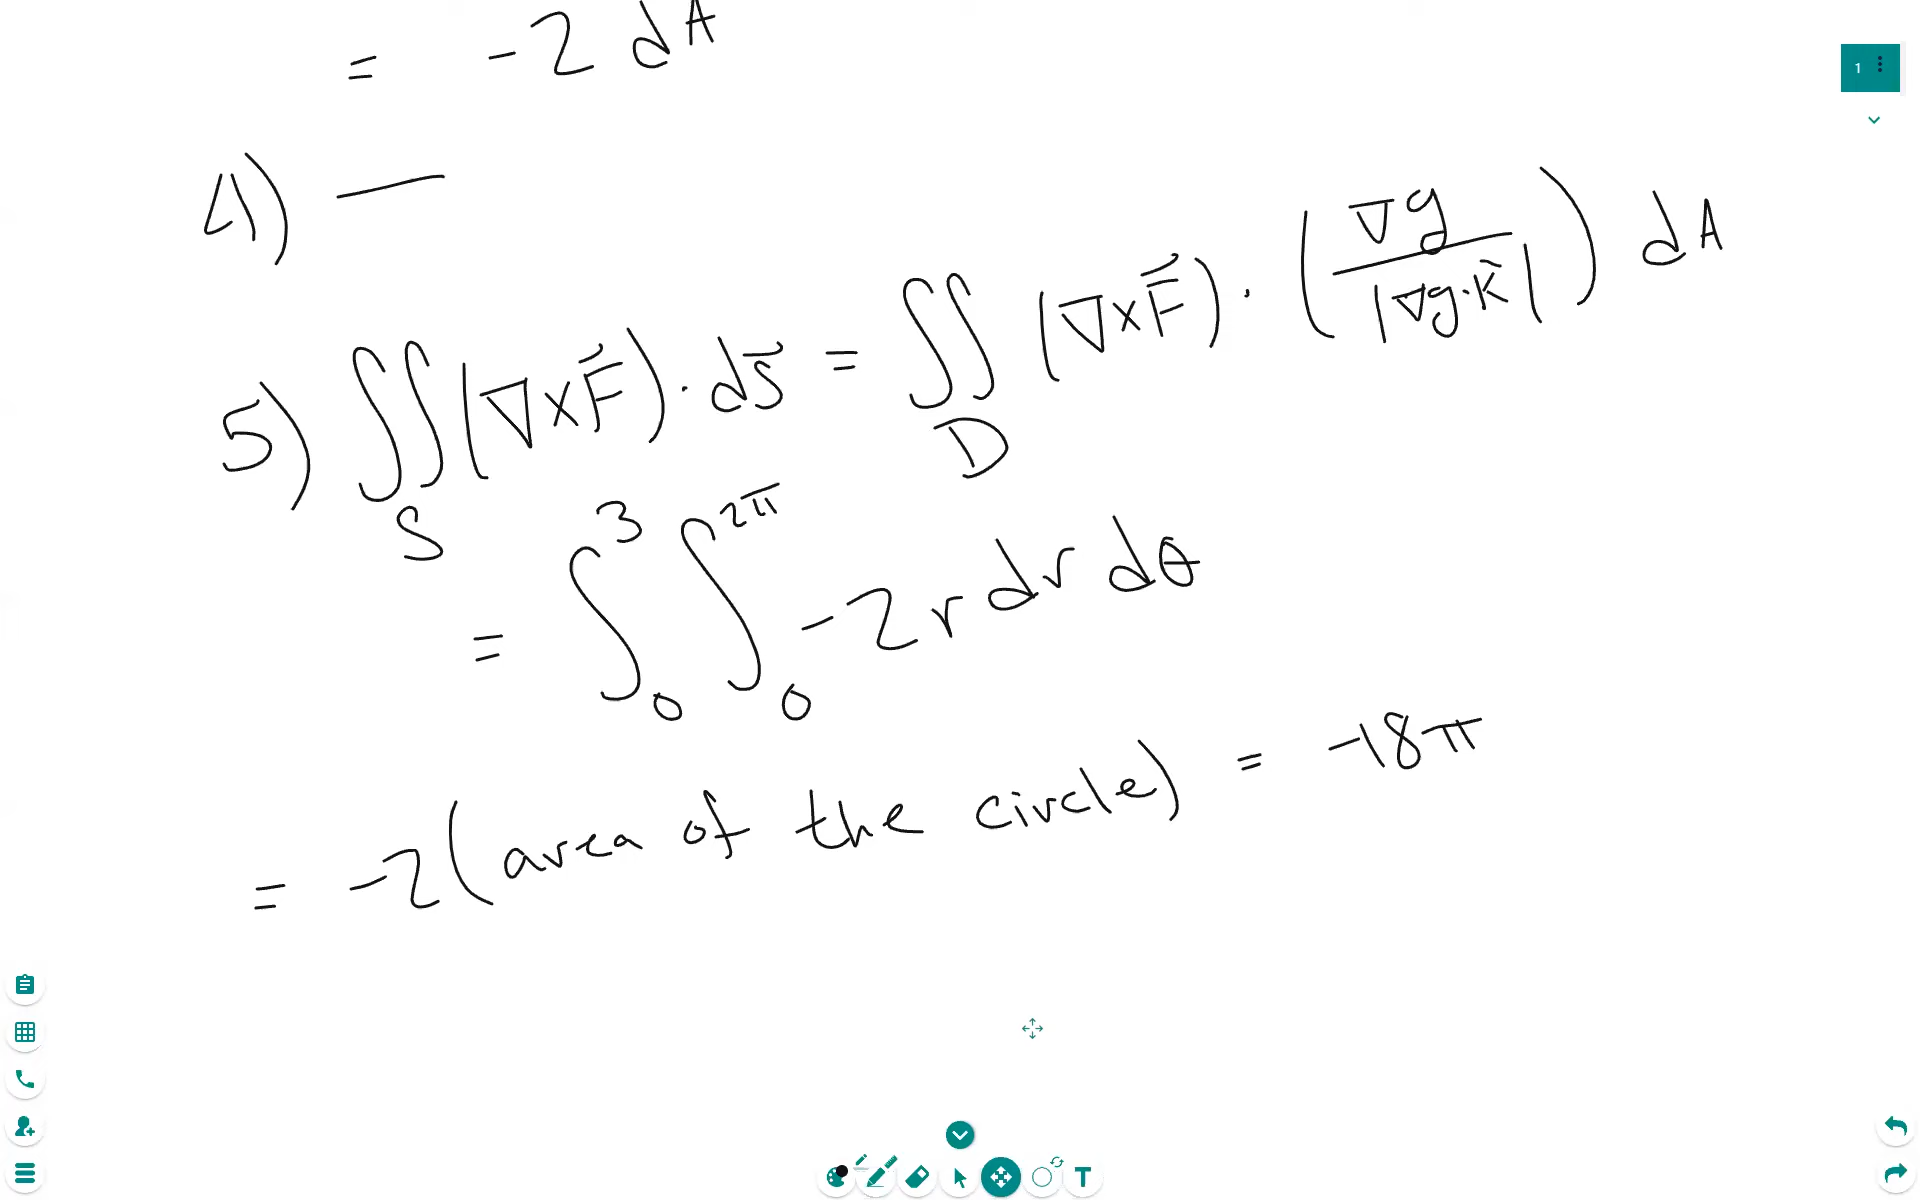 = -2 dA
1
4) —
5) ∬_S (∇×F⃗)·dS⃗ = ∬_D (∇×F⃗)·(∇g/|∇g·k̄|) dA
= ∫_0^3 ∫_0^{2π} -2r dr dθ
= -2(area of the circle) = -18π
T